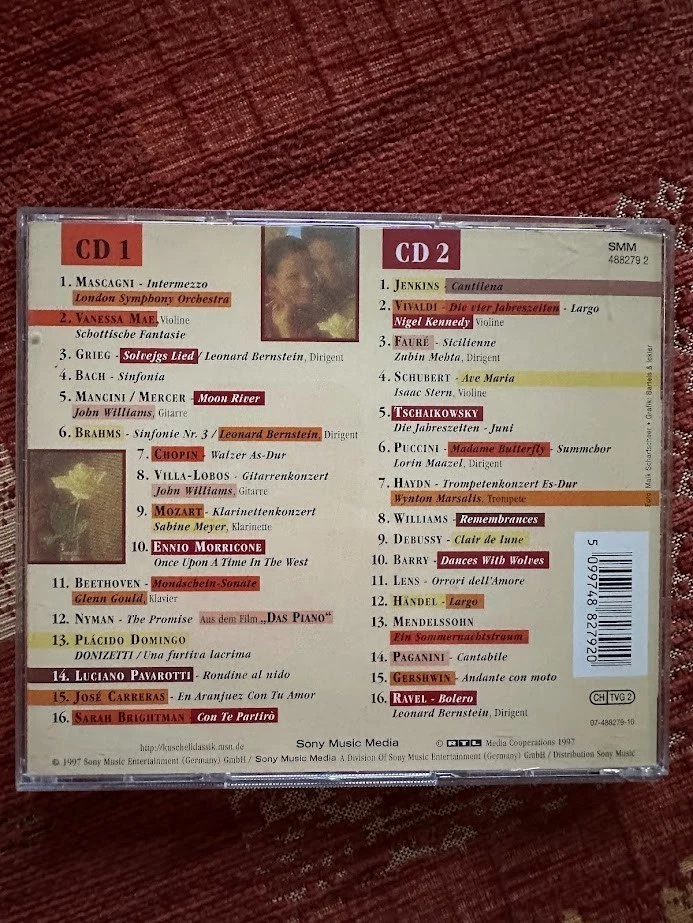 CD 1
1. MASCAGNI - Intermezzo
London Symphony Orchestra
2. VANESSA MAE, Violine
Schottische Fantasie
3. GRIEG - Solvejgs Lied / Leonard Bernstein, Dirigent
4. BACH - Sinfonia
5. MANCINI / MERCER - Moon River
John Williams, Gitarre
6. BRAHMS - Sinfonie Nr. 3 / Leonard Bernstein, Dirigent
7. CHOPIN - Walzer As-Dur
8. VILLA-LOBOS - Gitarrenkonzert
John Williams, Gitarre
9. MOZART - Klarinettenkonzert
Sabine Meyer, Klarinette
10. ENNIO MORRICONE
Once Upon A Time In The West
11. BEETHOVEN - Mondschein-Sonate
Glenn Gould, Klavier
12. NYMAN - The Promise Aus dem Film „DAS PIANO"
13. PLÁCIDO DOMINGO
DONIZETTI / Una furtiva lacrima
14. LUCIANO PAVAROTTI - Rondine al nido
15. JOSÉ CARRERAS - En Aranjuez Con Tu Amor
16. SARAH BRIGHTMAN - Con Te Partirò
CD 2
SMM
488279 2
1. JENKINS - Cantilena
2. VIVALDI - Die vier Jahreszeiten - Largo
Nigel Kennedy Violine
3. FAURÉ - Sicilienne
Zubin Mehta, Dirigent
4. SCHUBERT - Ave Maria
Isaac Stern, Violine
5. TSCHAIKOWSKY
Die Jahreszeiten - Juni
6. PUCCINI - Madame Butterfly - Summchor
Lorin Maazel, Dirigent
7. HAYDN - Trompetenkonzert Es-Dur
Wynton Marsalis, Trompete
8. WILLIAMS - Remembrances
9. DEBUSSY - Clair de lune
10. BARRY - Dances With Wolves
11. LENS - Orrori dell'Amore
12. HÄNDEL - Largo
13. MENDELSSOHN
Ein Sommernachtstraum
14. PAGANINI - Cantabile
15. GERSHWIN - Andante con moto
16. RAVEL - Bolero
Leonard Bernstein, Dirigent
Foto: Maik Scharfscheer • Grafik: Bartels &
5 099748 827920
CH TVG 2
07-488279-10
http://kuschelklassik.msn.de
Sony Music Media
© RTL Media Cooperations 1997
© 1997 Sony Music Entertainment (Germany) GmbH / Sony Music Media A Division Of Sony Music Entertainment (Germany) GmbH / Distribution Sony Music